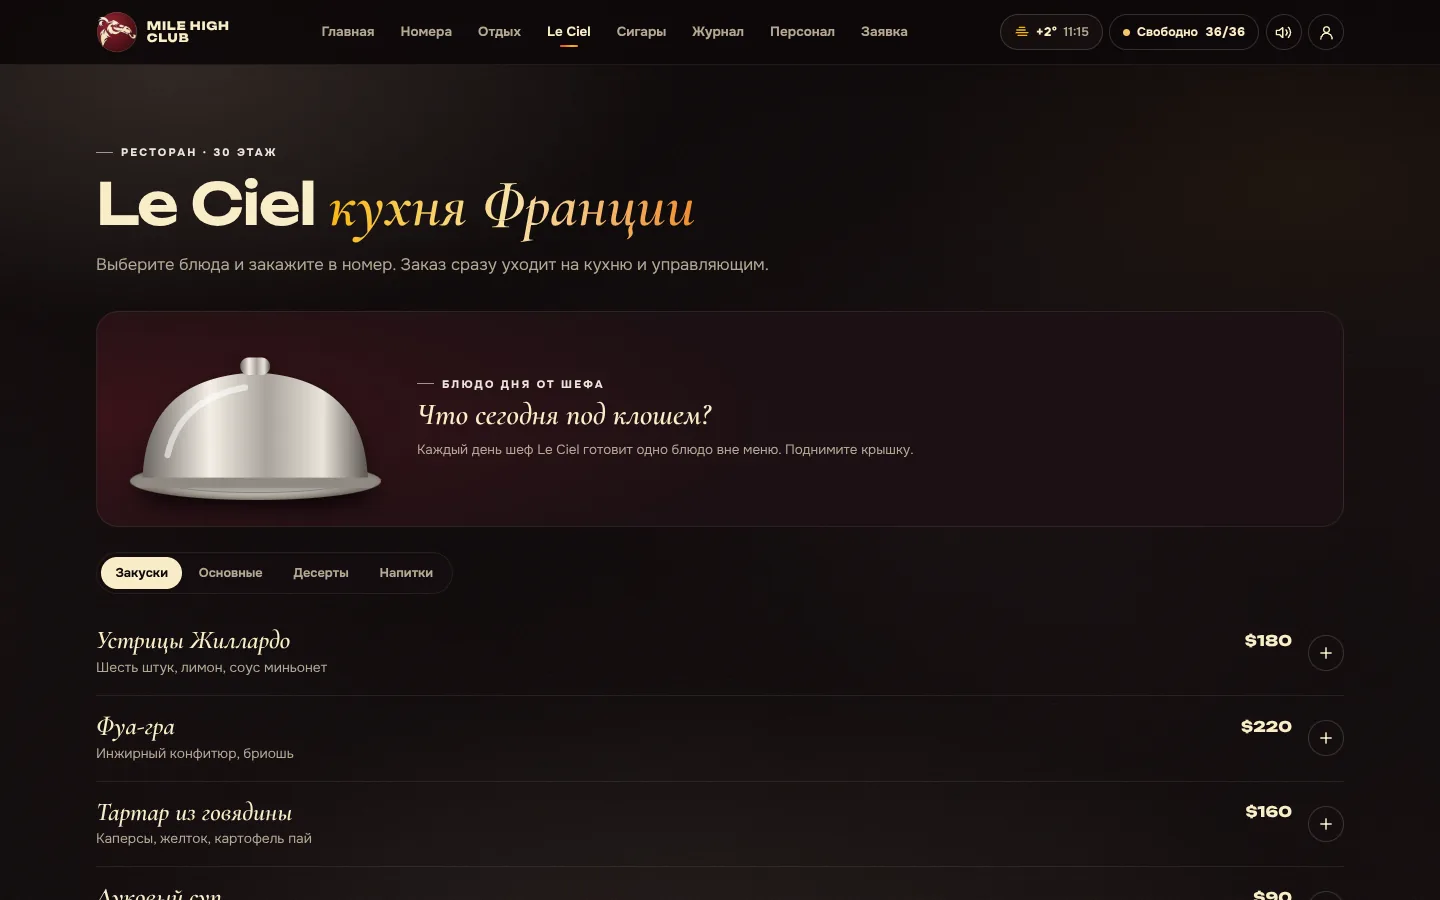 MILE HIGH
CLUB
Главная
Номера
Отдых
Le Ciel
Сигары
Журнал
Персонал
Заявка
+2° 11:15
Свободно 36/36
РЕСТОРАН · 30 ЭТАЖ
Le Ciel кухня Франции
Выберите блюда и закажите в номер. Заказ сразу уходит на кухню и управляющим.
БЛЮДО ДНЯ ОТ ШЕФА
Что сегодня под клошем?
Каждый день шеф Le Ciel готовит одно блюдо вне меню. Поднимите крышку.
Закуски
Основные
Десерты
Напитки
Устрицы Жиллардо
$180
Шесть штук, лимон, соус миньонет
Фуа-гра
$220
Инжирный конфитюр, бриошь
Тартар из говядины
$160
Каперсы, желток, картофель пай
Луковый суп
$90